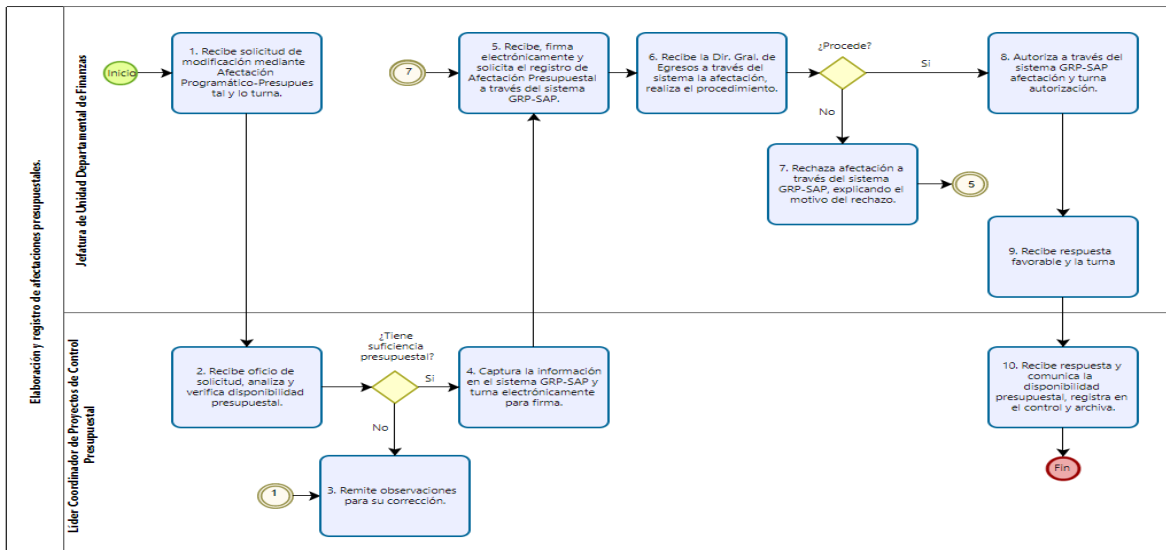 Elaboración y registro de afectaciones presupuestales.
Jefatura de Unidad Departamental de Finanzas
Inicio
1. Recibe solicitud de
modificación mediante
Afectación
Programático-Presupues
tal y lo turna.
7
5. Recibe, firma
electrónicamente y
solicita el registro de
Afectación Presupuestal
a través del sistema
GRP-SAP.
6. Recibe la Dir. Gral. de
Egresos a través del
sistema la afectación,
realiza el procedimiento.
¿Procede?
Si
No
8. Autoriza a través del
sistema GRP-SAP
afectación y turna
autorización.
7. Rechaza afectación a
través del sistema
GRP-SAP, explicando el
motivo del rechazo.
5
9. Recibe respuesta
favorable y la turna
Líder Coordinador de Proyectos de Control
Presupuestal
2. Recibe oficio de
solicitud, analiza y
verifica disponibilidad
presupuestal.
¿Tiene
suficiencia
presupuestal?
Si
No
4. Captura la información
en el sistema GRP-SAP y
turna electrónicamente
para firma.
1
3. Remite observaciones
para su corrección.
10. Recibe respuesta y
comunica la
disponibilidad
presupuestal, registra en
el control y archiva.
Fin